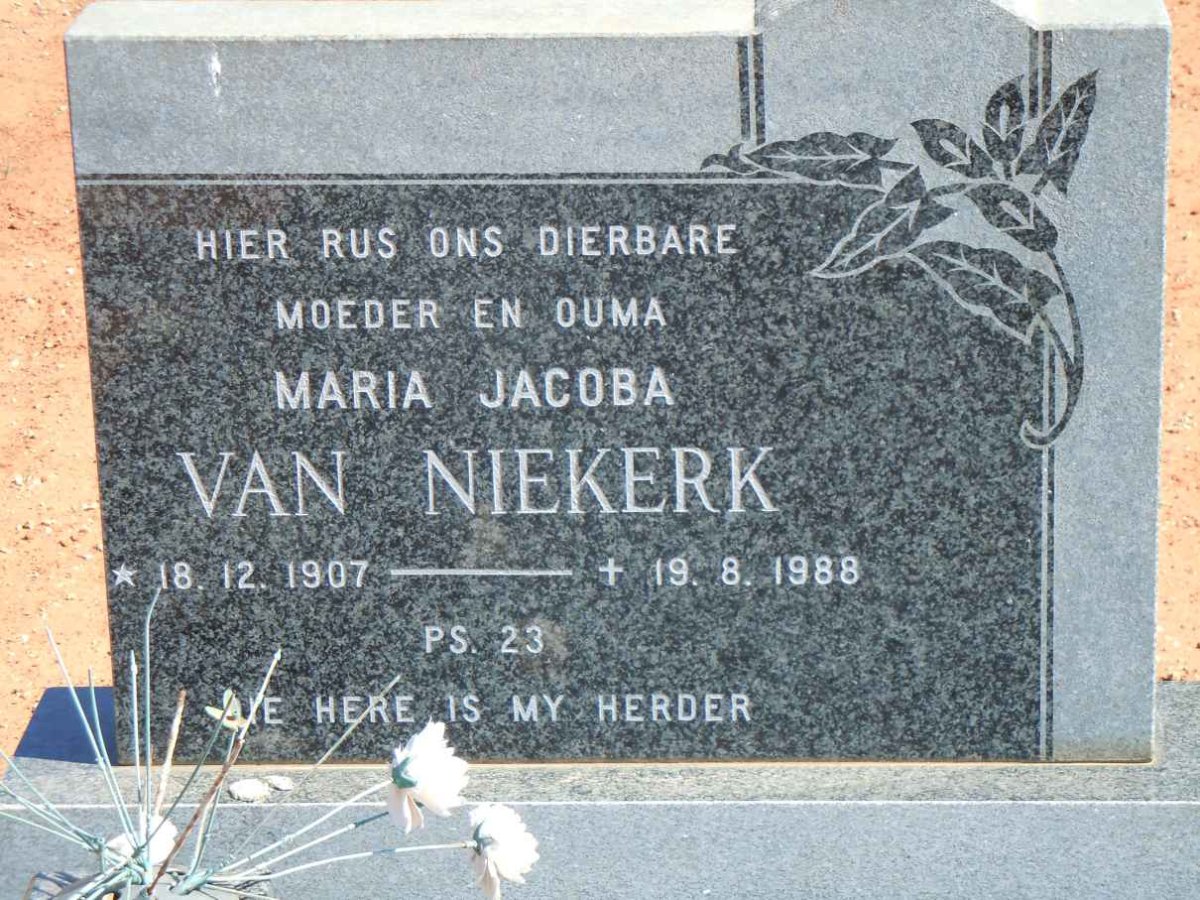 HIER RUS ONS DIERBARE
MOEDER EN OUMA
MARIA JACOBA
VAN NIEKERK
★ 18. 12. 1907 — + 19. 8. 1988
PS. 23
DIE HERE IS MY HERDER